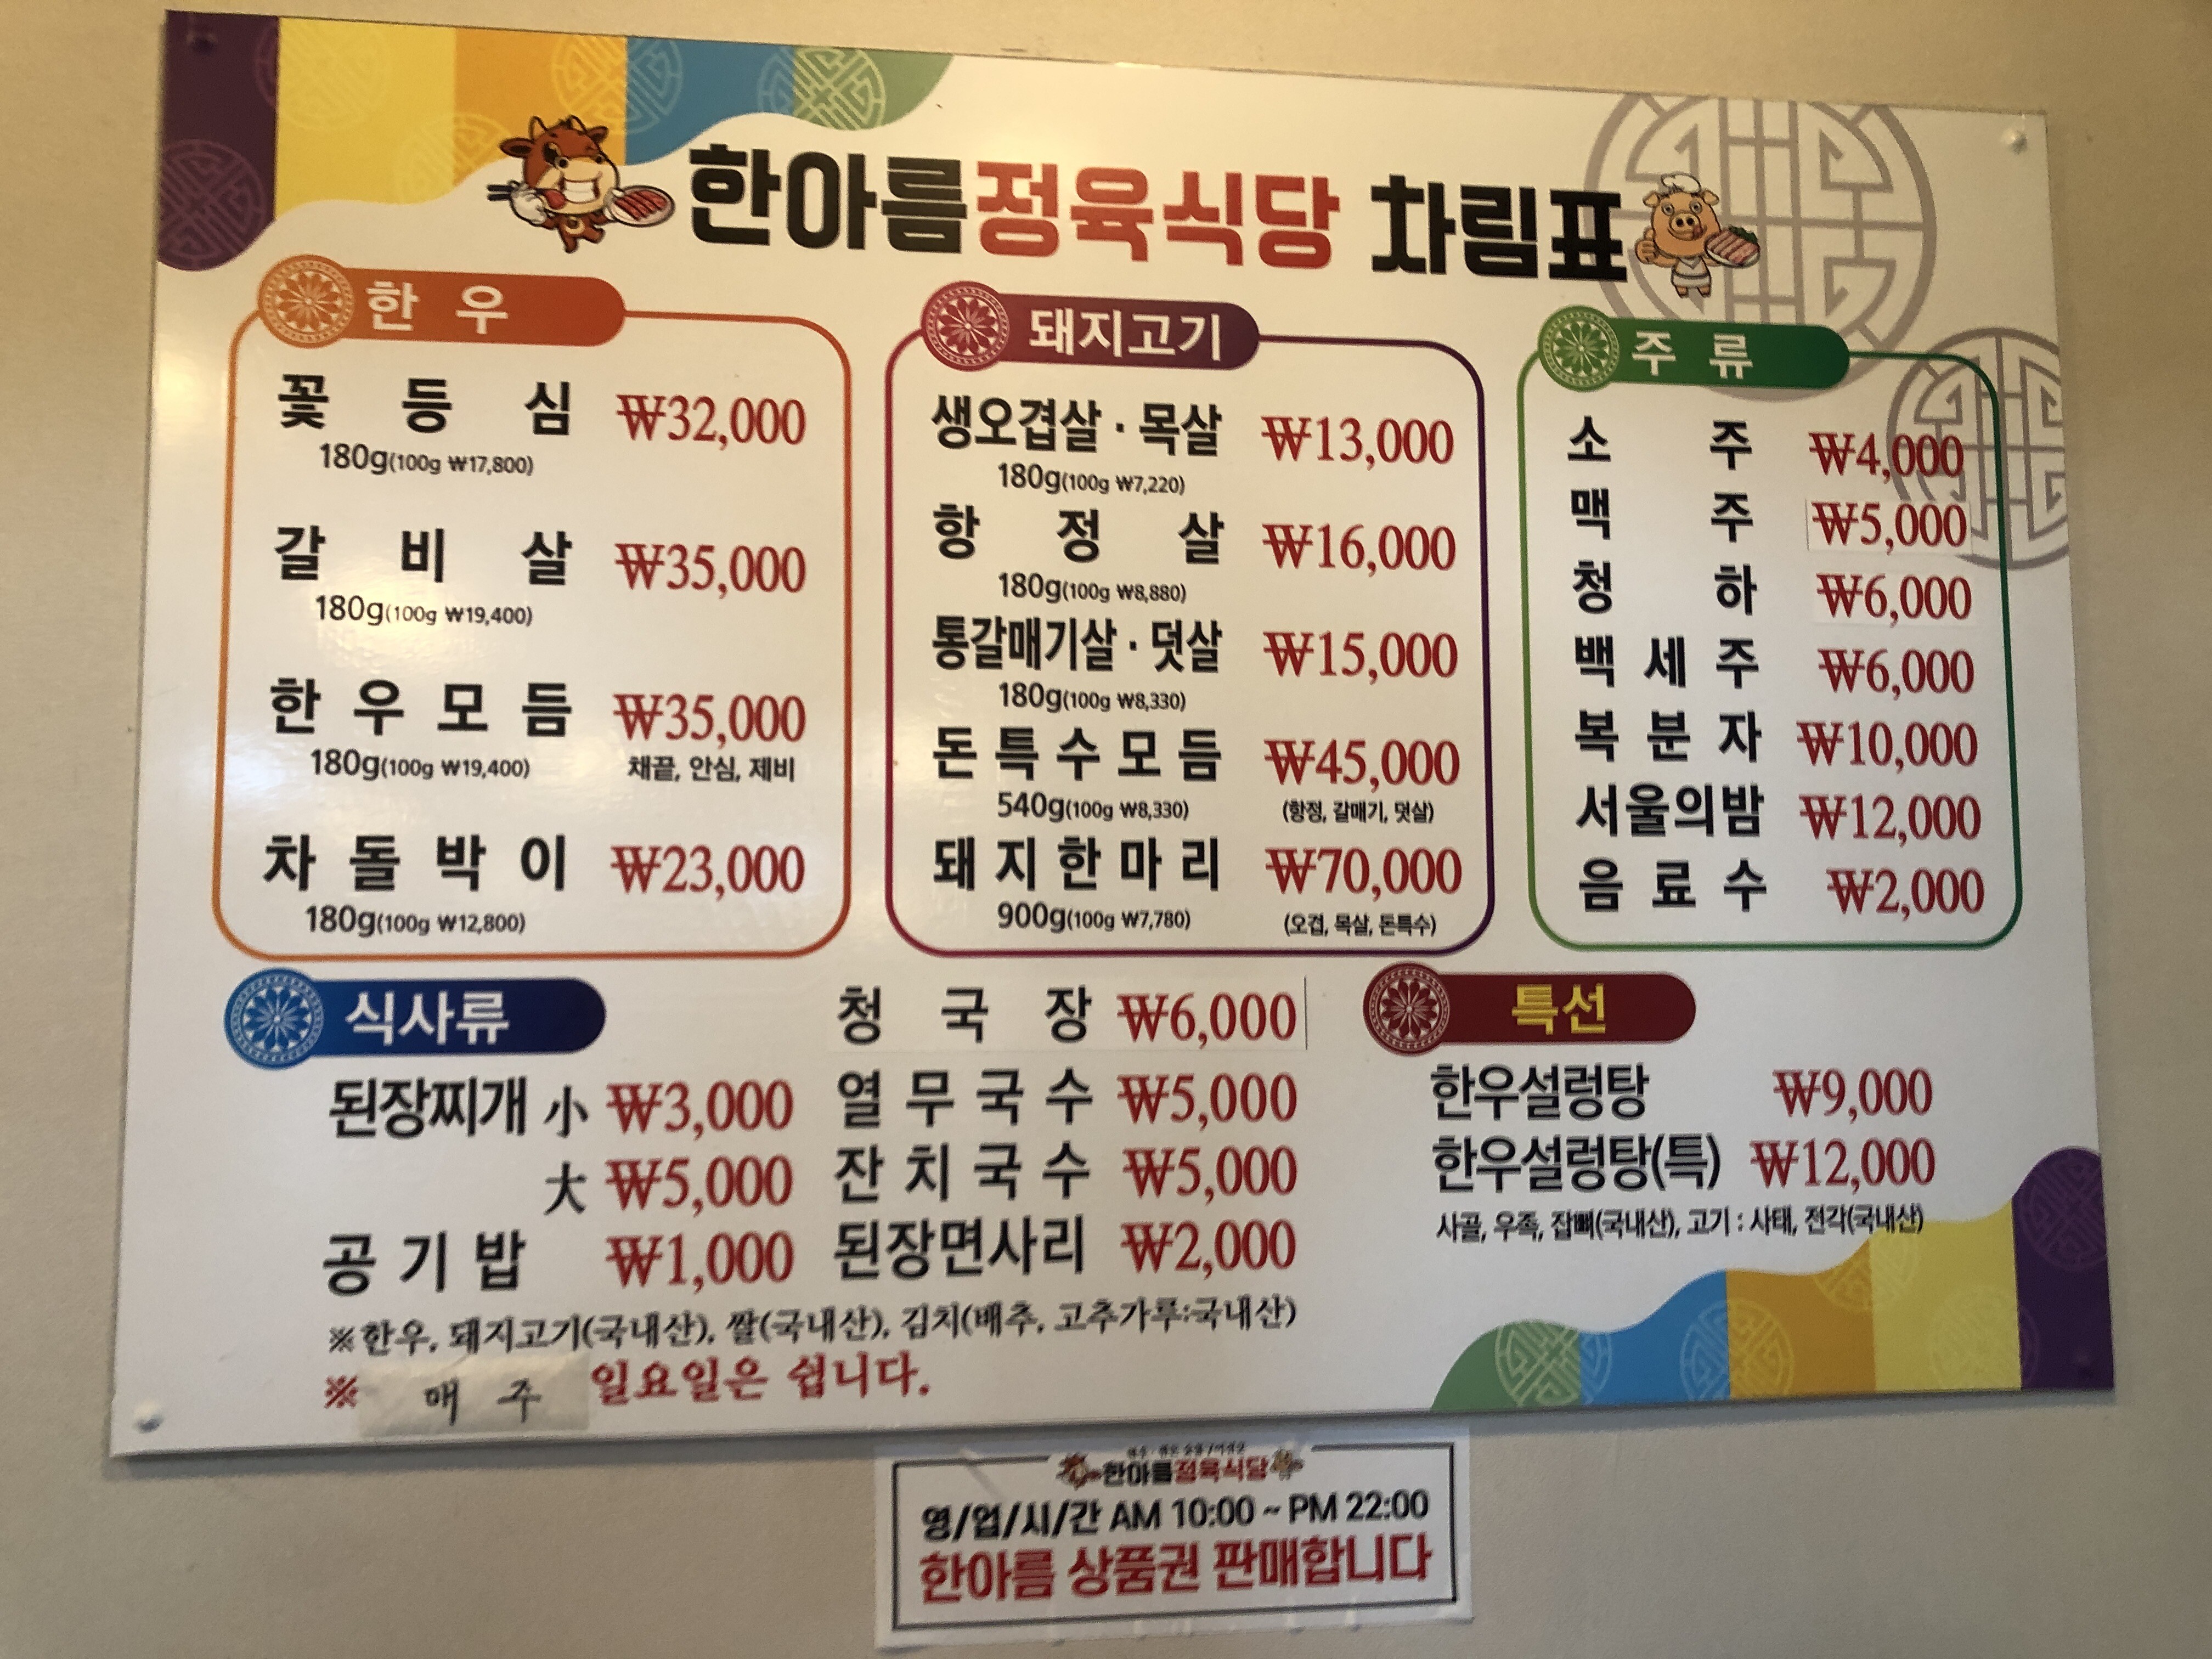 한아름정육식당 차림표
한우
꽃등심 ₩32,000
180g(100g ₩17,800)
갈비살 ₩35,000
180g(100g ₩19,400)
한우모듬 ₩35,000
180g(100g ₩19,400) 채끝, 안심, 제비
차돌박이 ₩23,000
180g(100g ₩12,800)
돼지고기
생오겹살·목살 ₩13,000
180g(100g ₩7,220)
항정살 ₩16,000
180g(100g ₩8,880)
통갈매기살·덧살 ₩15,000
180g(100g ₩8,330)
돈특수모듬 ₩45,000
540g(100g ₩8,330) (항정, 갈매기, 덧살)
돼지한마리 ₩70,000
900g(100g ₩7,780) (오겹, 목살, 돈특수)
주류
소주 ₩4,000
맥주 ₩5,000
청하 ₩6,000
백세주 ₩6,000
복분자 ₩10,000
서울의밤 ₩12,000
음료수 ₩2,000
식사류
된장찌개 小 ₩3,000
大 ₩5,000
공기밥 ₩1,000
청국장 ₩6,000
열무국수 ₩5,000
잔치국수 ₩5,000
된장면사리 ₩2,000
특선
한우설렁탕 ₩9,000
한우설렁탕(특) ₩12,000
사골, 우족, 잡뼈(국내산), 고기 : 사태, 전각(국내산)
※한우, 돼지고기(국내산), 쌀(국내산), 김치(배추, 고추가루:국내산)
※ 매주 일요일은 쉽니다.
한아름정육식당
영/업/시/간 AM 10:00 ~ PM 22:00
한아름 상품권 판매합니다